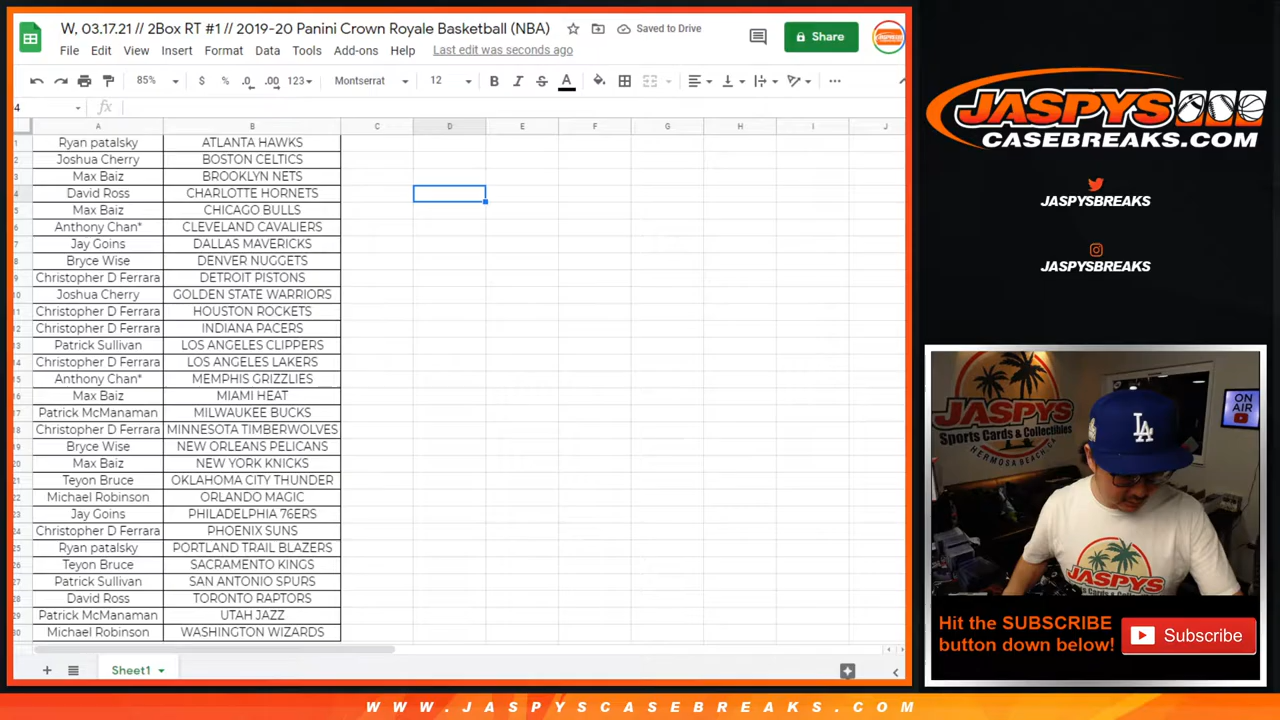 W, 03.17.21 // 2Box RT #1 // 2019-20 Panini Crown Royale Basketball (NBA)
Saved to Drive
Share
File Edit View Insert Format Data Tools Add-ons Help Last edit was seconds ago
85% $ % .0 .00 123 Montserrat 12 B I S A
4 fx
A B C D E F G H I J
1 Ryan patalsky ATLANTA HAWKS
2 Joshua Cherry BOSTON CELTICS
3 Max Baiz BROOKLYN NETS
4 David Ross CHARLOTTE HORNETS
5 Max Baiz CHICAGO BULLS
6 Anthony Chan* CLEVELAND CAVALIERS
7 Jay Goins DALLAS MAVERICKS
8 Bryce Wise DENVER NUGGETS
9 Christopher D Ferrara DETROIT PISTONS
10 Joshua Cherry GOLDEN STATE WARRIORS
11 Christopher D Ferrara HOUSTON ROCKETS
12 Christopher D Ferrara INDIANA PACERS
13 Patrick Sullivan LOS ANGELES CLIPPERS
14 Christopher D Ferrara LOS ANGELES LAKERS
15 Anthony Chan* MEMPHIS GRIZZLIES
16 Max Baiz MIAMI HEAT
17 Patrick McManaman MILWAUKEE BUCKS
18 Christopher D Ferrara MINNESOTA TIMBERWOLVES
19 Bryce Wise NEW ORLEANS PELICANS
20 Max Baiz NEW YORK KNICKS
21 Teyon Bruce OKLAHOMA CITY THUNDER
22 Michael Robinson ORLANDO MAGIC
23 Jay Goins PHILADELPHIA 76ERS
24 Christopher D Ferrara PHOENIX SUNS
25 Ryan patalsky PORTLAND TRAIL BLAZERS
26 Teyon Bruce SACRAMENTO KINGS
27 Patrick Sullivan SAN ANTONIO SPURS
28 David Ross TORONTO RAPTORS
29 Patrick McManaman UTAH JAZZ
30 Michael Robinson WASHINGTON WIZARDS
Sheet1
JASPYS
CASEBREAKS.COM
JASPYSBREAKS
JASPYSBREAKS
JASPYS
Sports Cards & Collectibles
HERMOSA BEACH, CA
ON
AIR
LA
JASPYS
Hit the SUBSCRIBE
button down below!
Subscribe
WWW.JASPYSCASEBREAKS.COM